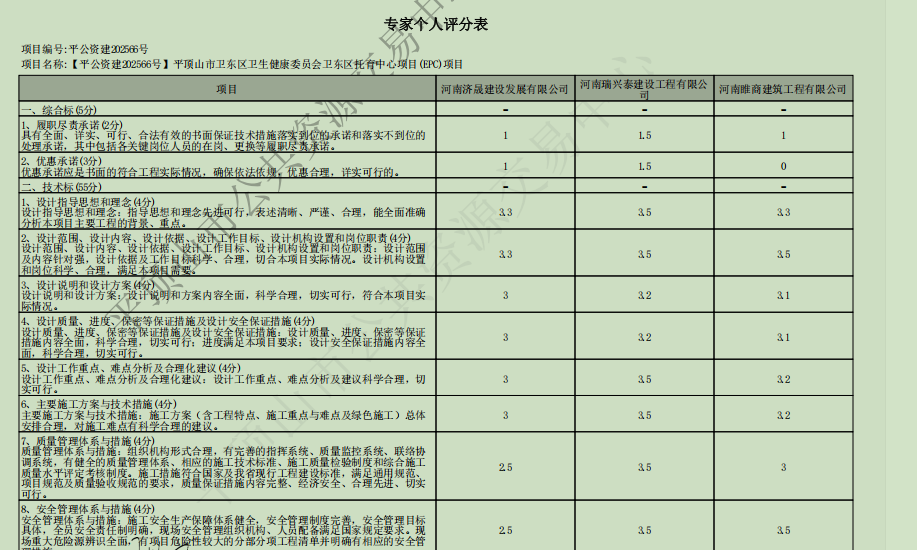 专家个人评分表
项目编号:平公资建202566号
项目名称:【平公资建202566号】平顶山市卫东区卫生健康委员会卫东区托育中心项目(EPC)项目
项目 河南济晟建设发展有限公司 河南瑞兴泰建设工程有限公司 河南睢商建筑工程有限公司
一、综合标(5分) - - -
1、履职尽责承诺(2分)
具有全面、详实、可行、合法有效的书面保证技术措施落实到位的承诺和落实不到位的
处理承诺，其中包括各关键岗位人员的在岗、更换等履职尽责承诺。
1 1.5 1
2、优惠承诺(3分)
优惠承诺应是书面的符合工程实际情况，确保依法依规、优惠合理，详实可行的。
1 1.5 0
二、技术标(55分) - - -
1、设计指导思想和理念(4分)
设计指导思想和理念：指导思想和理念先进可行，表述清晰、严谨、合理，能全面准确
分析本项目主要工程的背景、重点。
3.3 3.5 3.3
2、设计范围、设计内容、设计依据、设计工作目标、设计机构设置和岗位职责(4分)
设计范围、设计内容、设计依据、设计工作目标、设计机构设置和岗位职责：设计范围
及内容针对强，设计依据及工作目标科学、合理，切合本项目实际情况。设计机构设置
和岗位科学、合理，满足本项目需要。
3.3 3.5 3.5
3、设计说明和设计方案(4分)
设计说明和设计方案：设计说明和方案内容全面，科学合理，切实可行，符合本项目实
际情况。
3 3.2 3.1
4、设计质量、进度、保密等保证措施及设计安全保证措施(4分)
设计质量、进度、保密等保证措施及设计安全保证措施：设计质量、进度、保密等保证
措施内容全面，科学合理，切实可行；进度满足本项目要求；设计安全保证措施内容全
面，科学合理，切实可行。
3 3.2 3.1
5、设计工作重点、难点分析及合理化建议(4分)
设计工作重点、难点分析及合理化建议：设计工作重点、难点分析及建议科学合理，切
实可行。
3 3.5 3.2
6、主要施工方案与技术措施(4分)
主要施工方案与技术措施：施工方案（含工程特点、施工重点与难点及绿色施工）总体
安排合理，对施工难点有科学合理的建议。
3 3.5 3.2
7、质量管理体系与措施(4分)
质量管理体系与措施：组织机构形式合理，有完善的指挥系统、质量监控系统、联络协
调系统，有健全的质量管理体系、相应的施工技术标准、施工质量检验制度和综合施工
质量水平评定考核制度。施工措施符合国家及我省现行工程建设标准，满足通用规范、
项目规范及质量验收规范的要求，质量保证措施内容完整、经济安全、合理先进、切实
可行。
2.5 3.5 3
8、安全管理体系与措施(4分)
安全管理体系与措施：施工安全生产保障体系健全，安全管理制度完善，安全管理目标
具体，全员安全责任制明确，现场安全管理组织机构、人员配备满足国家规定要求。现
场重大危险源辨识全面，有项目危险性较大的分部分项工程清单并明确有相应的安全管
2.5 3.5 3.5
平顶山市公共资源交易中
平顶山市公共资源交易中心